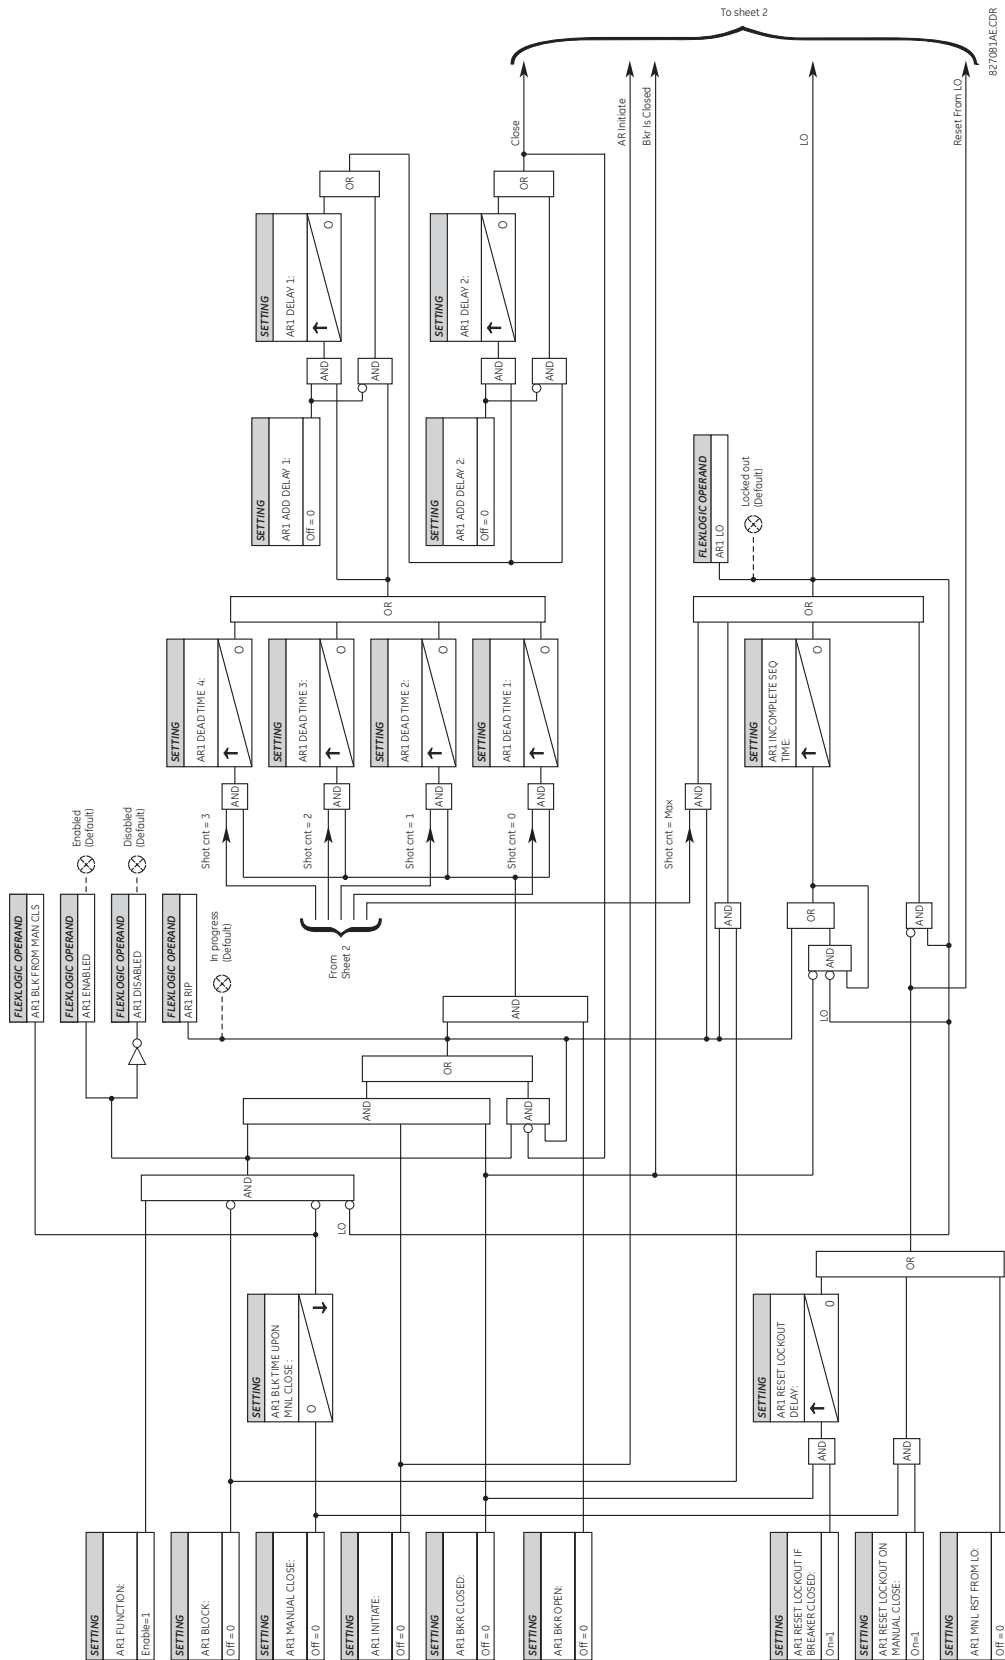 SETTING
AR1 FUNCTION:
Enable=1
SETTING
AR1 BLOCK:
Off = 0
SETTING
AR1 MANUAL CLOSE:
Off = 0
SETTING
AR1 INITIATE:
Off = 0
SETTING
AR1 BKR CLOSED:
Off = 0
SETTING
AR1 BKR OPEN:
Off = 0
SETTING
AR1 RESET LOCKOUT IF
BREAKER CLOSED:
On=1
SETTING
AR1 RESET LOCKOUT ON
MANUAL CLOSE:
On=1
SETTING
AR1 MNL RST FROM LO:
Off = 0
SETTING
AR1 BLK TIME UPON
MNL CLOSE :
O
SETTING
AR1 RESET LOCKOUT
DELAY:
0
AND
AND
OR
AND
LO
AND
AND
OR
AND
FLEXLOGIC OPERAND
AR1 BLK FROM MAN CLS
FLEXLOGIC OPERAND
AR1 ENABLED
Enabled
(Default)
FLEXLOGIC OPERAND
AR1 DISABLED
Disabled
(Default)
FLEXLOGIC OPERAND
AR1 RIP
In progress
(Default)
From
Sheet 2
Shot cnt = 3
Shot cnt = 2
Shot cnt = 1
Shot cnt = 0
Shot cnt = Max
LO
AND
OR
AND
AND
AND
AND
AND
AND
AND
AND
SETTING
AR1 DEAD TIME 4:
O
SETTING
AR1 DEAD TIME 3:
O
SETTING
AR1 DEAD TIME 2:
O
SETTING
AR1 DEAD TIME 1:
O
SETTING
AR1 INCOMPLETE SEQ
TIME:
O
OR
OR
FLEXLOGIC OPERAND
AR1 LO
Locked out
(Default)
SETTING
AR1 ADD DELAY 1:
Off = 0
SETTING
AR1 ADD DELAY 2:
Off = 0
AND
AND
AND
AND
SETTING
AR1 DELAY 1:
O
SETTING
AR1 DELAY 2:
O
OR
OR
Close
AR Initiate
Bkr Is Closed
LO
Reset From LO
To sheet 2
827081AE.CDR